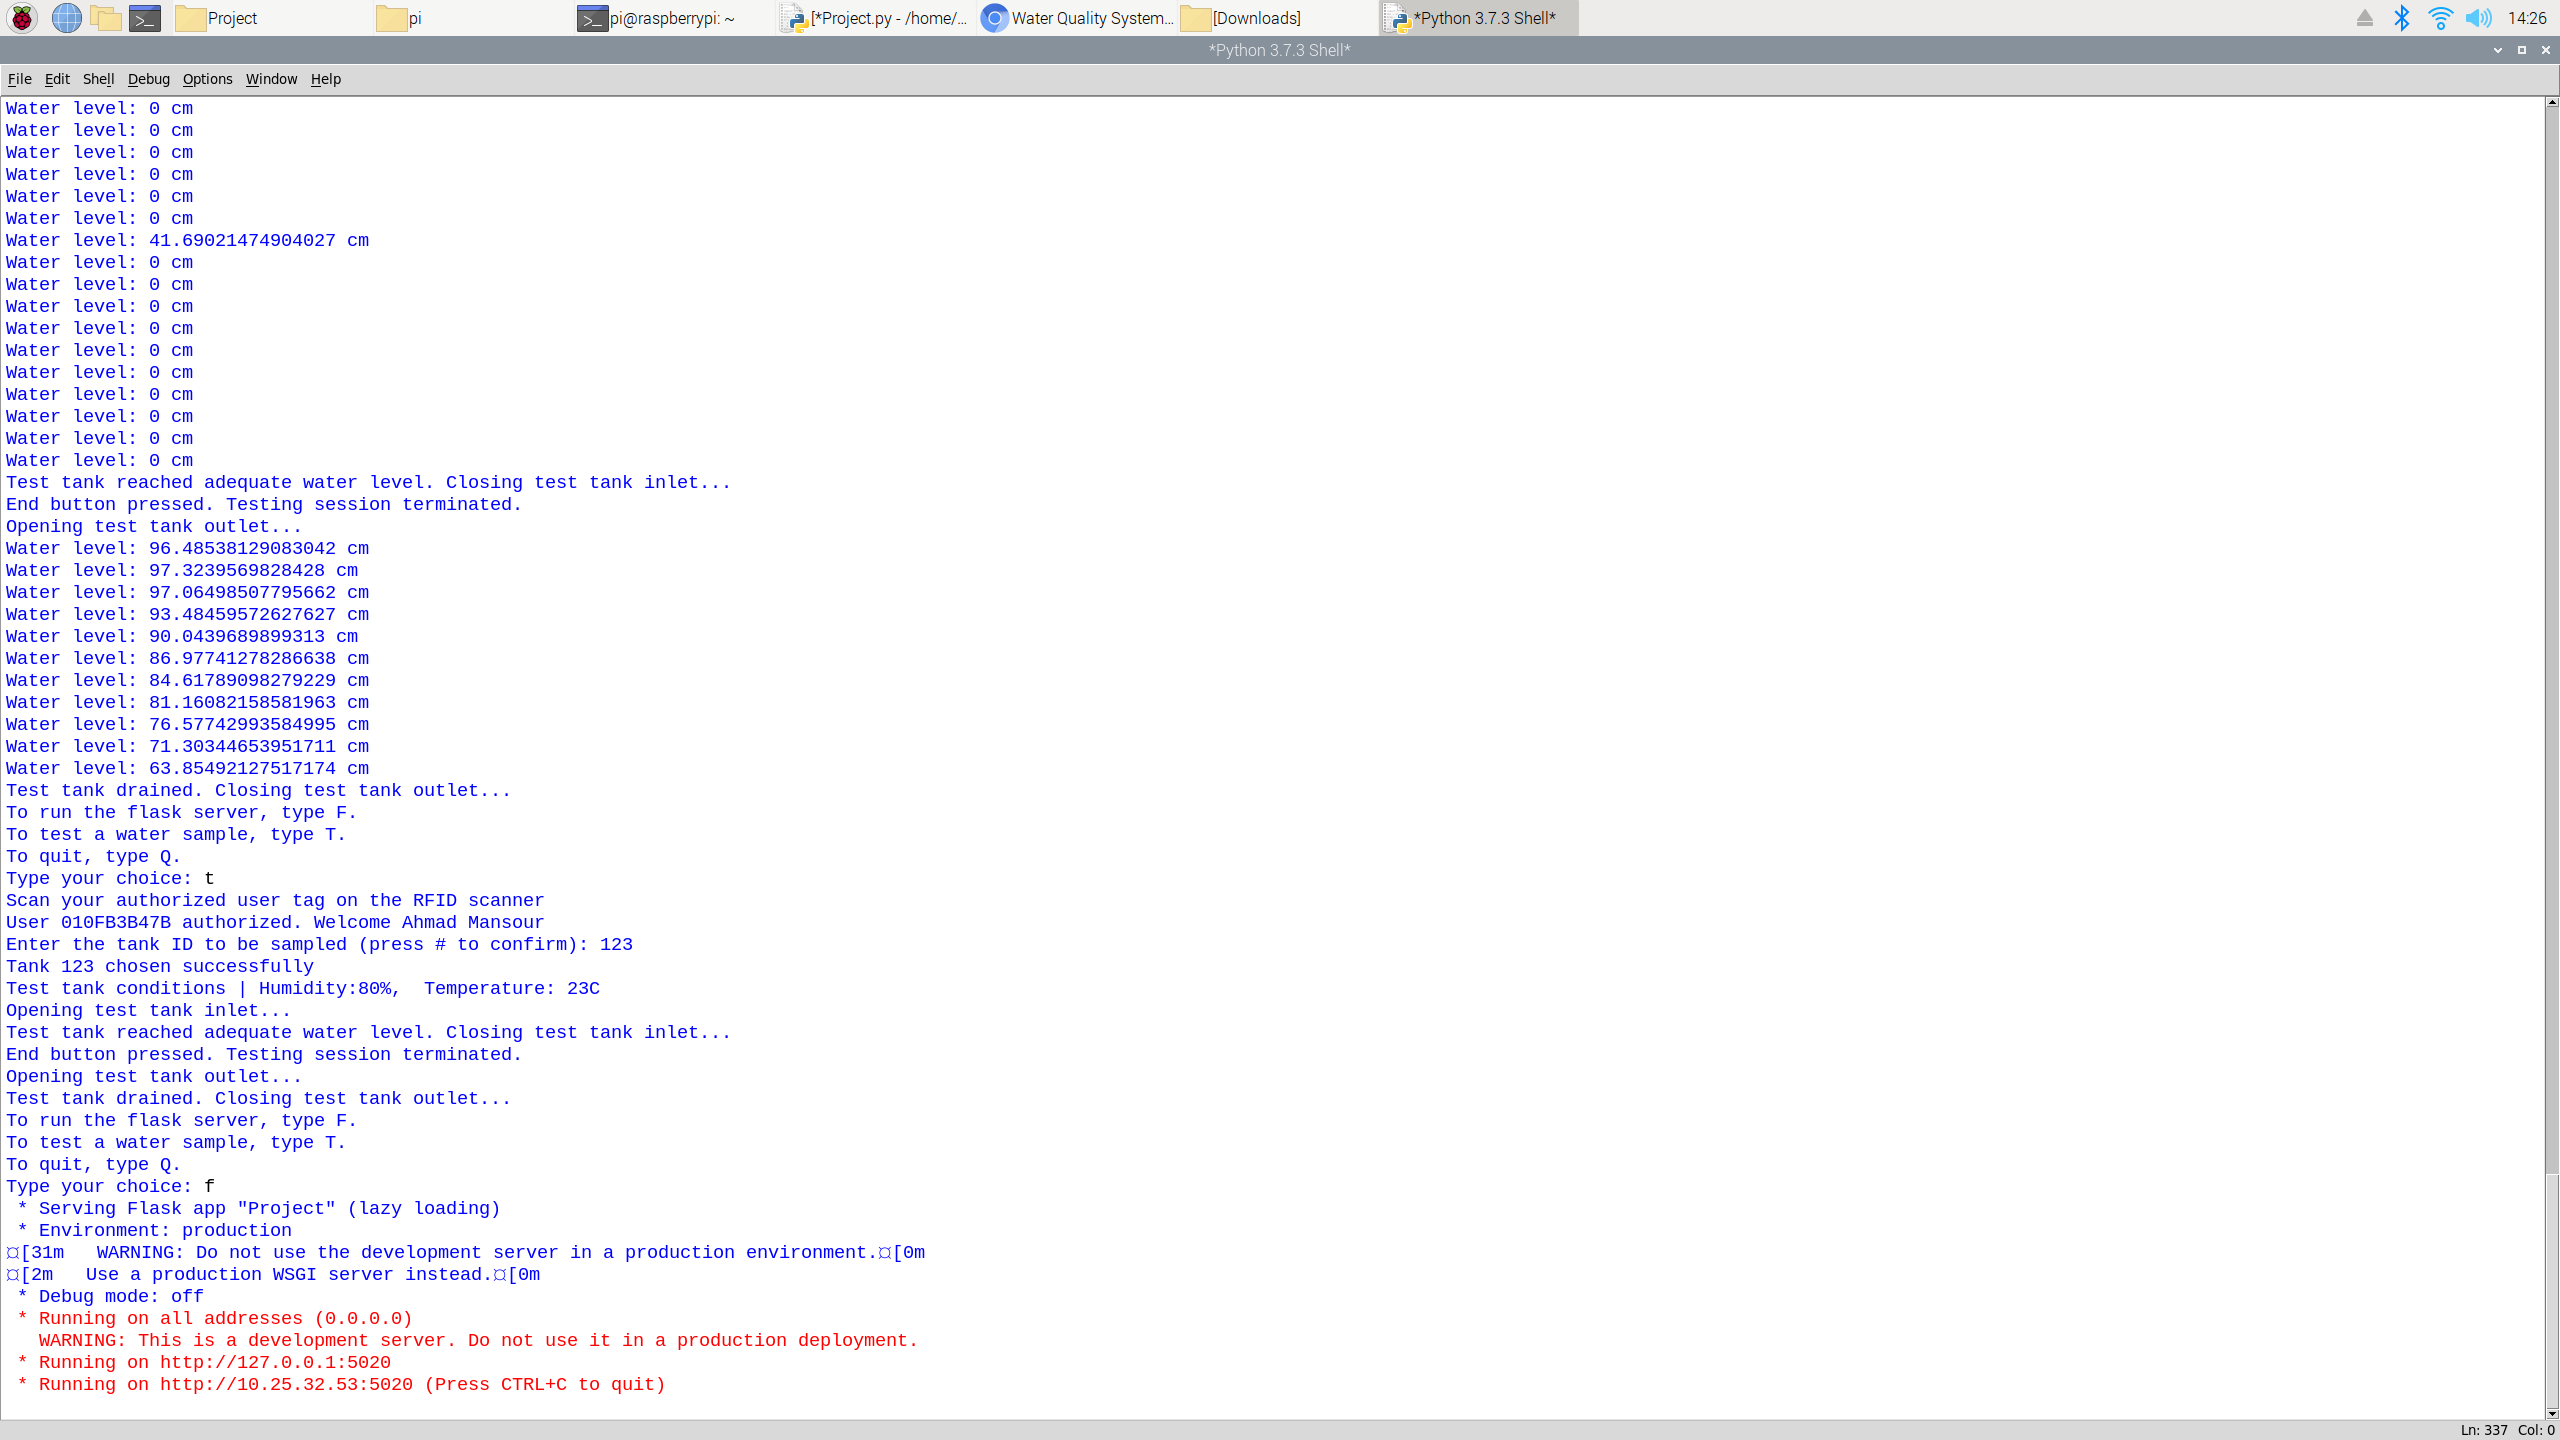 Project
pi
pi@raspberrypi: ~
[*Project.py - /home/...
Water Quality System...
[Downloads]
*Python 3.7.3 Shell*
14:26
*Python 3.7.3 Shell*
File Edit Shell Debug Options Window Help
Water level: 0 cm
Water level: 0 cm
Water level: 0 cm
Water level: 0 cm
Water level: 0 cm
Water level: 0 cm
Water level: 41.69021474904027 cm
Water level: 0 cm
Water level: 0 cm
Water level: 0 cm
Water level: 0 cm
Water level: 0 cm
Water level: 0 cm
Water level: 0 cm
Water level: 0 cm
Water level: 0 cm
Water level: 0 cm
Test tank reached adequate water level. Closing test tank inlet...
End button pressed. Testing session terminated.
Opening test tank outlet...
Water level: 96.48538129083042 cm
Water level: 97.3239569828428 cm
Water level: 97.06498507795662 cm
Water level: 93.48459572627627 cm
Water level: 90.0439689899313 cm
Water level: 86.97741278286638 cm
Water level: 84.61789098279229 cm
Water level: 81.16082158581963 cm
Water level: 76.57742993584995 cm
Water level: 71.30344653951711 cm
Water level: 63.85492127517174 cm
Test tank drained. Closing test tank outlet...
To run the flask server, type F.
To test a water sample, type T.
To quit, type Q.
Type your choice: t
Scan your authorized user tag on the RFID scanner
User 010FB3B47B authorized. Welcome Ahmad Mansour
Enter the tank ID to be sampled (press # to confirm): 123
Tank 123 chosen successfully
Test tank conditions | Humidity:80%,  Temperature: 23C
Opening test tank inlet...
Test tank reached adequate water level. Closing test tank inlet...
End button pressed. Testing session terminated.
Opening test tank outlet...
Test tank drained. Closing test tank outlet...
To run the flask server, type F.
To test a water sample, type T.
To quit, type Q.
Type your choice: f
 * Serving Flask app "Project" (lazy loading)
 * Environment: production
¤[31m   WARNING: Do not use the development server in a production environment.¤[0m
¤[2m   Use a production WSGI server instead.¤[0m
 * Debug mode: off
 * Running on all addresses (0.0.0.0)
   WARNING: This is a development server. Do not use it in a production deployment.
 * Running on http://127.0.0.1:5020
 * Running on http://10.25.32.53:5020 (Press CTRL+C to quit)
Ln: 337 Col: 0